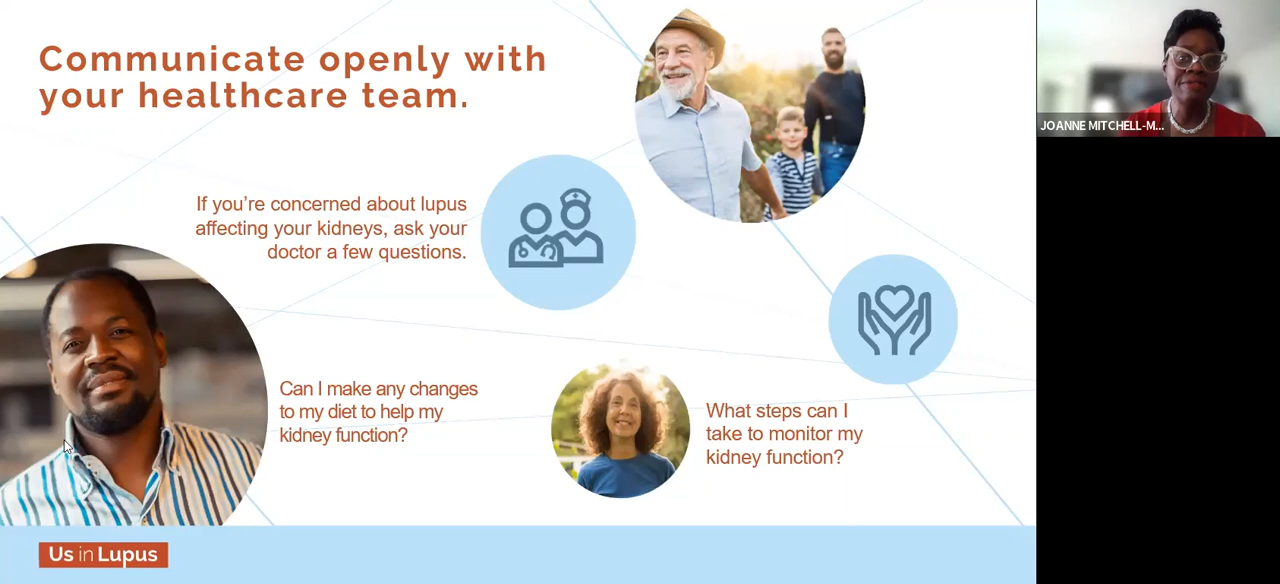 Communicate openly with
your healthcare team.
If you’re concerned about lupus
affecting your kidneys, ask your
doctor a few questions.
Can I make any changes
to my diet to help my
kidney function?
What steps can I
take to monitor my
kidney function?
Us in Lupus
JOANNE MITCHELL-M...